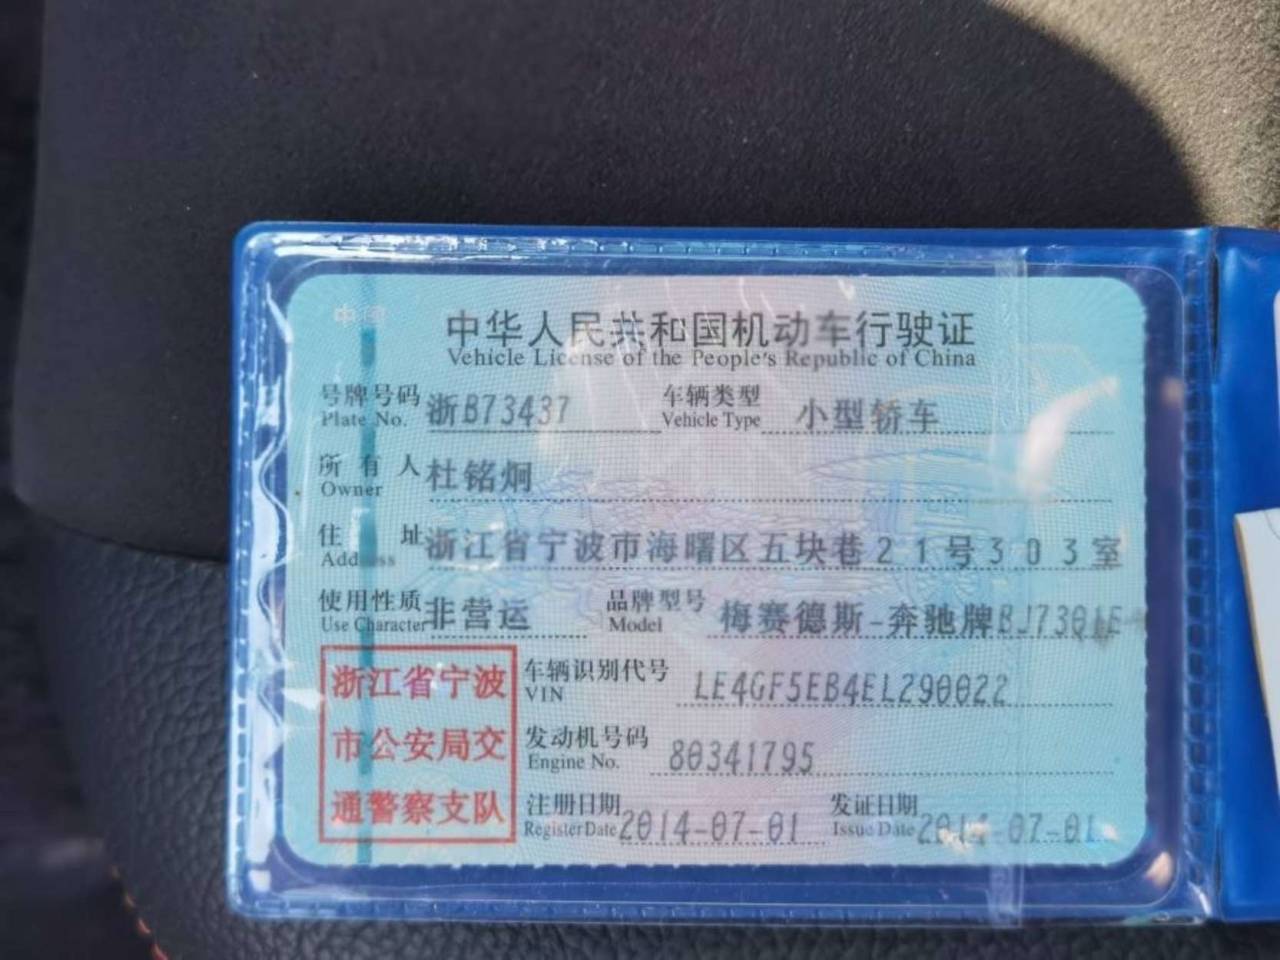 中国
中华人民共和国机动车行驶证
Vehicle License of the People's Republic of China
号牌号码 浙B73437 车辆类型 小型轿车
Plate No. Vehicle Type
所有人 杜铭炯
Owner
住址 浙江省宁波市海曙区五块巷21号303室
Address
使用性质 非营运 品牌型号 梅赛德斯-奔驰牌BJ7301E
Use Character Model
浙江省宁波
市公安局交
通警察支队
车辆识别代号 LE4GF5EB4EL290022
VIN
发动机号码 80341795
Engine No.
注册日期 2014-07-01 发证日期 2014-07-01
Register Date Issue Date